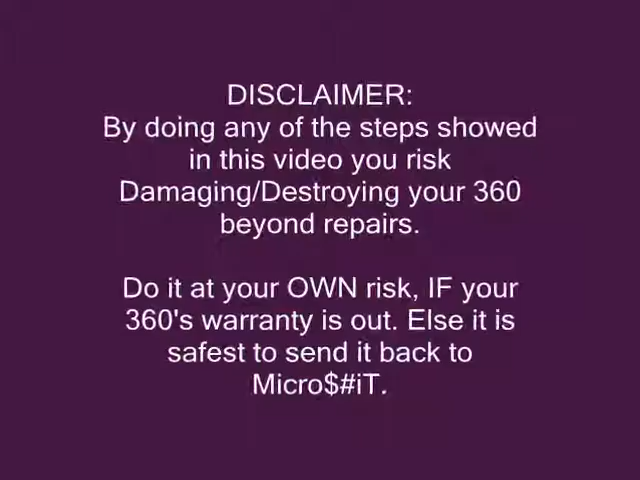 DISCLAIMER:
By doing any of the steps showed
in this video you risk
Damaging/Destroying your 360
beyond repairs.
Do it at your OWN risk, IF your
360's warranty is out. Else it is
safest to send it back to
Micro$#iT.